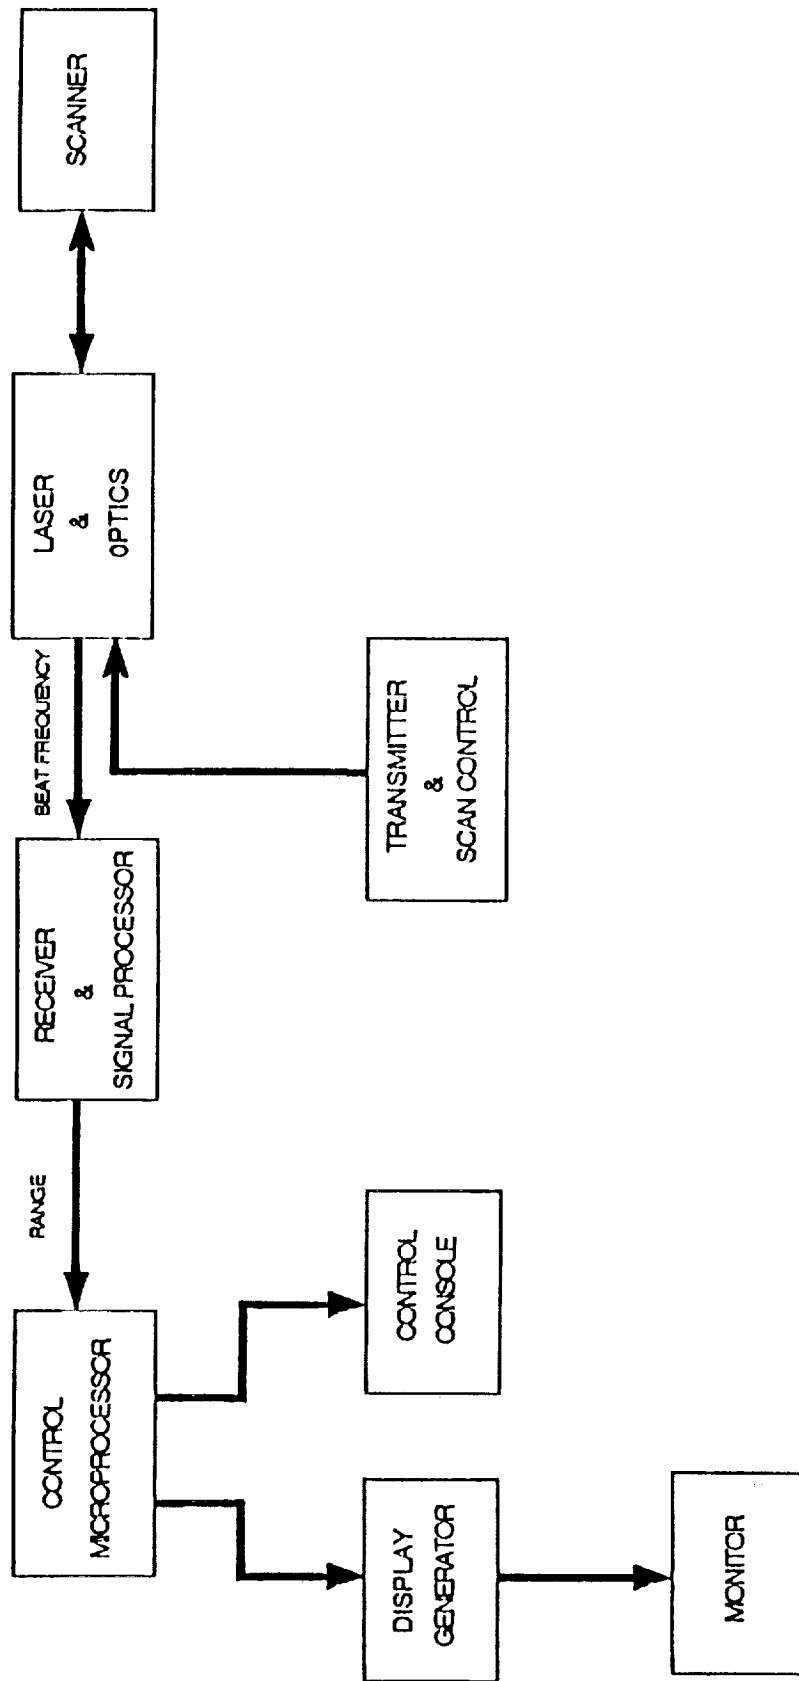 CONTROL
MICROPROCESSOR
RANGE
RECEIVER
&
SIGNAL PROCESSOR
BEAT FREQUENCY
LASER
&
OPTICS
SCANNER
DISPLAY
GENERATOR
CONTROL
CONSOLE
TRANSMITTER
&
SCAN CONTROL
MONITOR